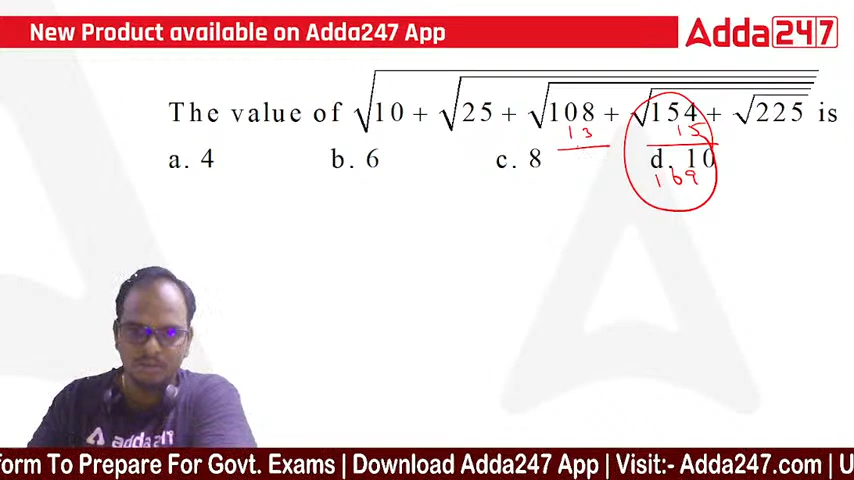 New Product available on Adda247 App
Adda247
The value of √10 + √25 + √108 + √154 + √225 is
13 15
a. 4 b. 6 c. 8 d. 10
169
adda
form To Prepare For Govt. Exams | Download Adda247 App | Visit:- Adda247.com | U